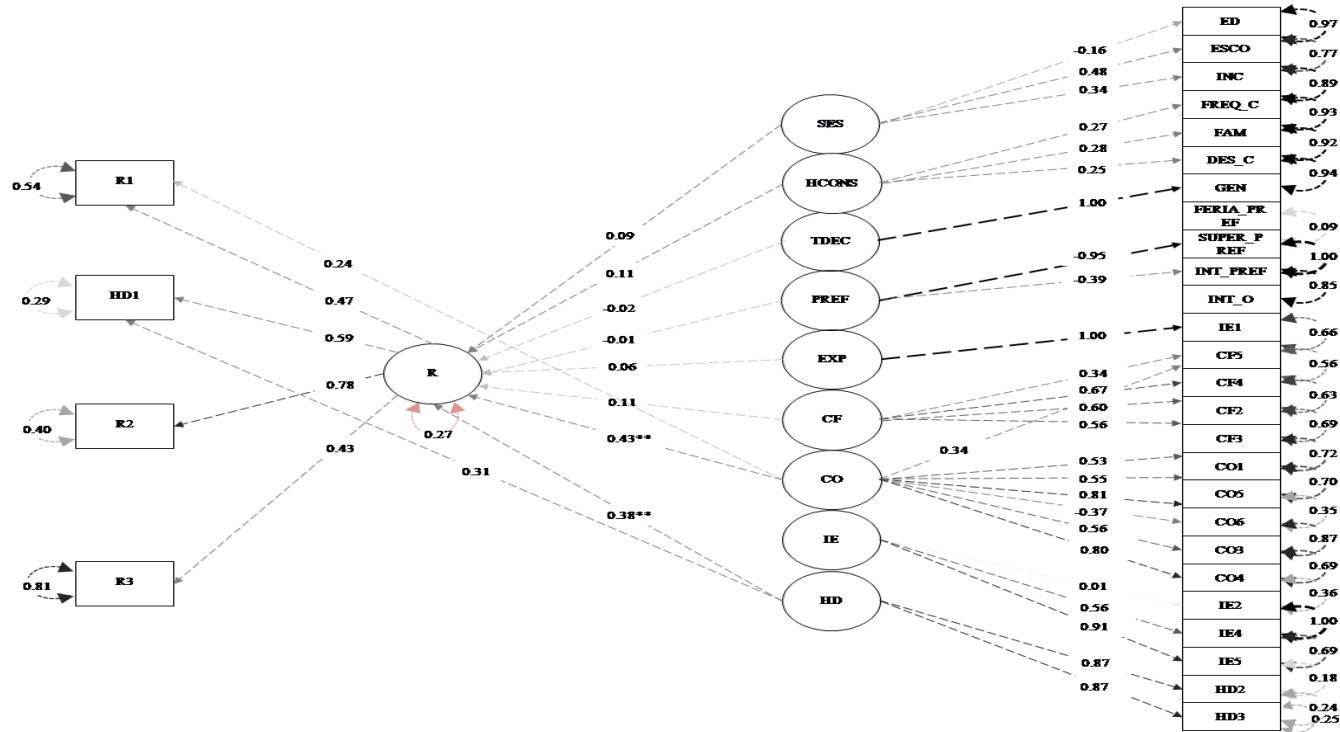 R1
0.54
HD1
0.29
R2
0.40
R3
0.81
0.24
0.47
0.59
0.78
0.43
0.31
R
0.27
0.09
0.11
-0.02
-0.01
0.06
0.11
0.43**
0.38**
SES
HCONS
TDEC
PREF
EXP
CF
CO
IE
HD
-0.16
0.48
0.34
0.27
0.28
0.25
1.00
-0.95
-0.39
1.00
0.34
0.67
0.60
0.56
0.34
0.53
0.55
0.81
-0.37
0.56
0.80
0.01
0.56
0.91
0.87
0.87
ED
ESCO
INC
FREQ_C
FAM
DES_C
GEN
FERIA_PR
EF
SUPER_P
REF
INT_PREF
INT_O
IE1
CF5
CF4
CF2
CF3
CO1
CO5
CO6
CO3
CO4
IE2
IE4
IE5
HD2
HD3
0.97
0.77
0.89
0.93
0.92
0.94
0.09
1.00
0.85
0.66
0.56
0.63
0.69
0.72
0.70
0.35
0.87
0.69
0.36
1.00
0.69
0.18
0.24
0.25